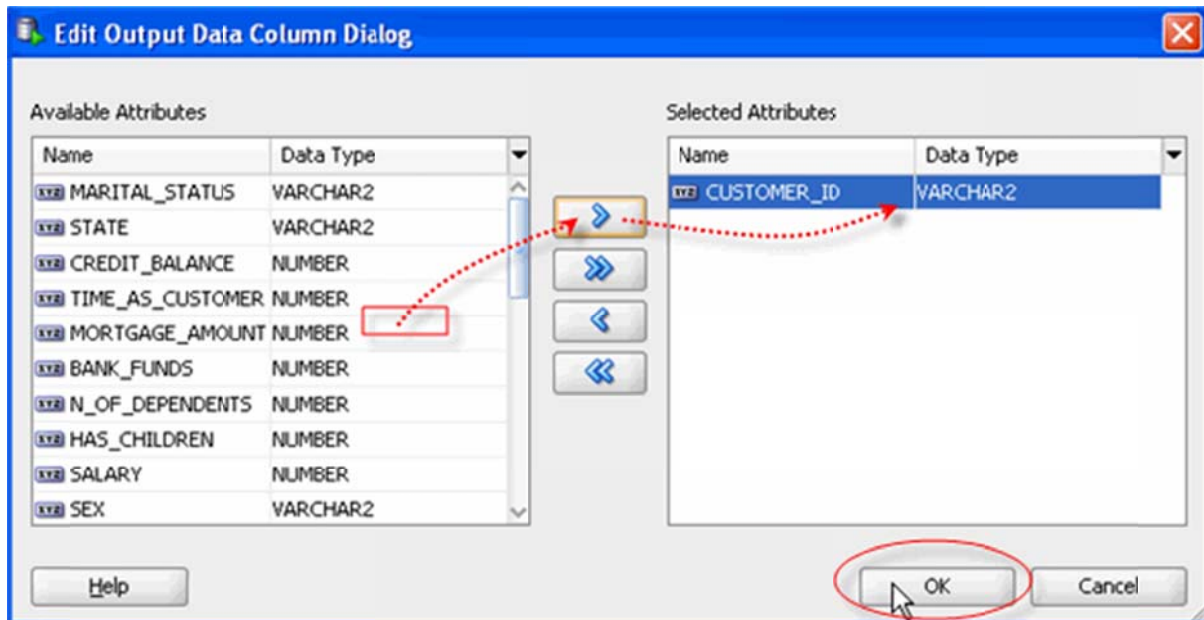 Edit Output Data Column Dialog
Available Attributes
Name Data Type
MARITAL_STATUS VARCHAR2
STATE VARCHAR2
CREDIT_BALANCE NUMBER
TIME_AS_CUSTOMER NUMBER
MORTGAGE_AMOUNT NUMBER
BANK_FUNDS NUMBER
N_OF_DEPENDENTS NUMBER
HAS_CHILDREN NUMBER
SALARY NUMBER
SEX VARCHAR2
Selected Attributes
Name Data Type
CUSTOMER_ID VARCHAR2
Help
OK
Cancel